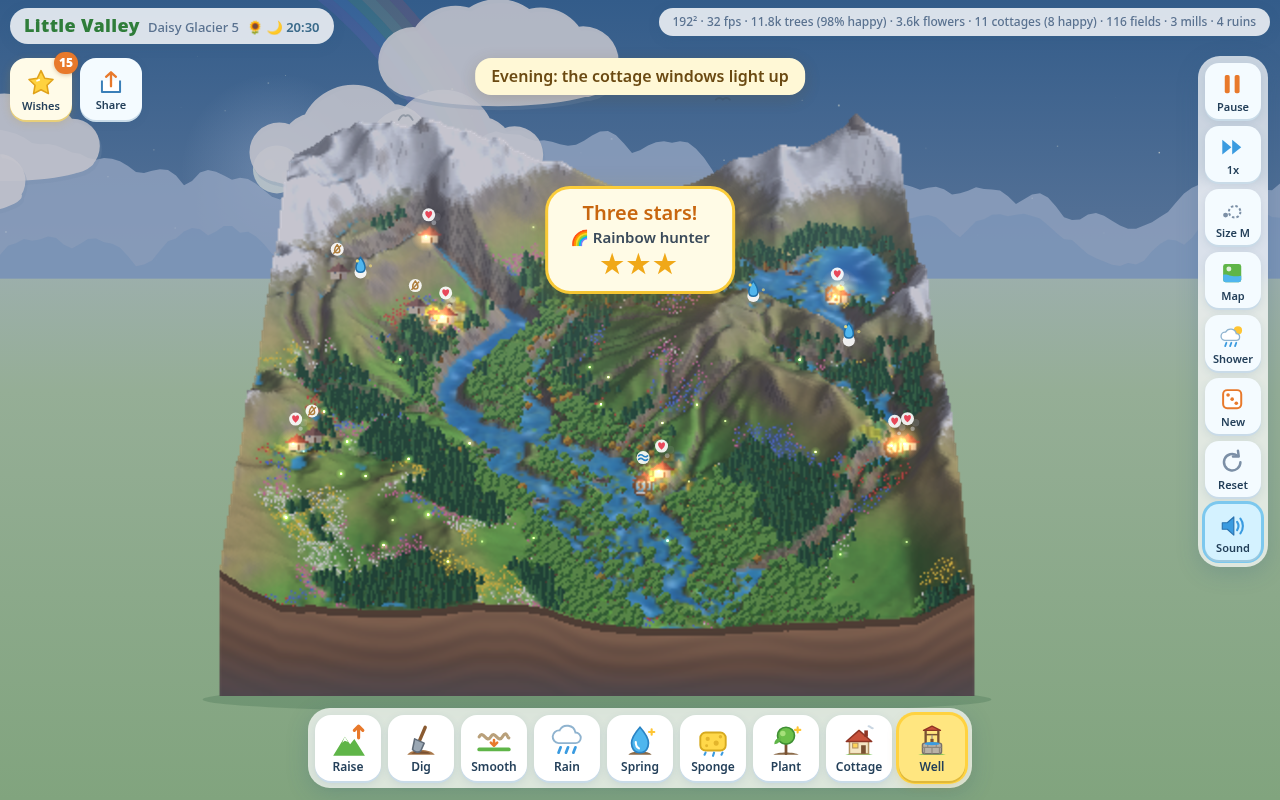 Little Valley Daisy Glacier 5 🌻 🌙 20:30
192² · 32 fps · 11.8k trees (98% happy) · 3.6k flowers · 11 cottages (8 happy) · 116 fields · 3 mills · 4 ruins
15
Wishes
Share
Evening: the cottage windows light up
Three stars!
🌈 Rainbow hunter
★★★
Pause
1x
Size M
Map
Shower
New
Reset
Sound
Raise
Dig
Smooth
Rain
Spring
Sponge
Plant
Cottage
Well